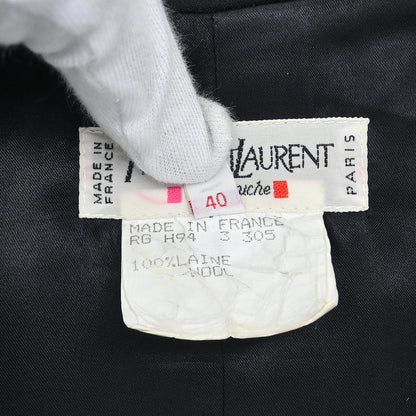 MADE IN
FRANCE
LAURENT
PARIS
40
uche
MADE IN FRANCE
RG H94 3 305
100%LAINE
WOOL